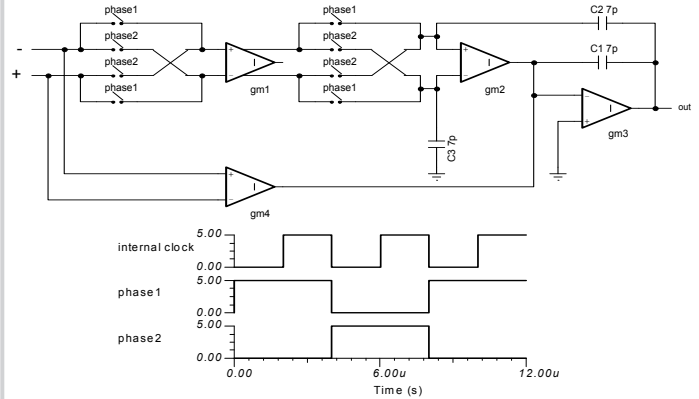 phase1
phase1
C2 7p
phase2
phase2
-
C1 7p
phase2
phase2
+
gm1
gm2
out
phase1
phase1
gm3
C3 7p
gm4
5.00
internal clock
0.00
5.00
phase1
0.00
5.00
phase2
0.00
0.00
6.00u
12.00u
Time (s)